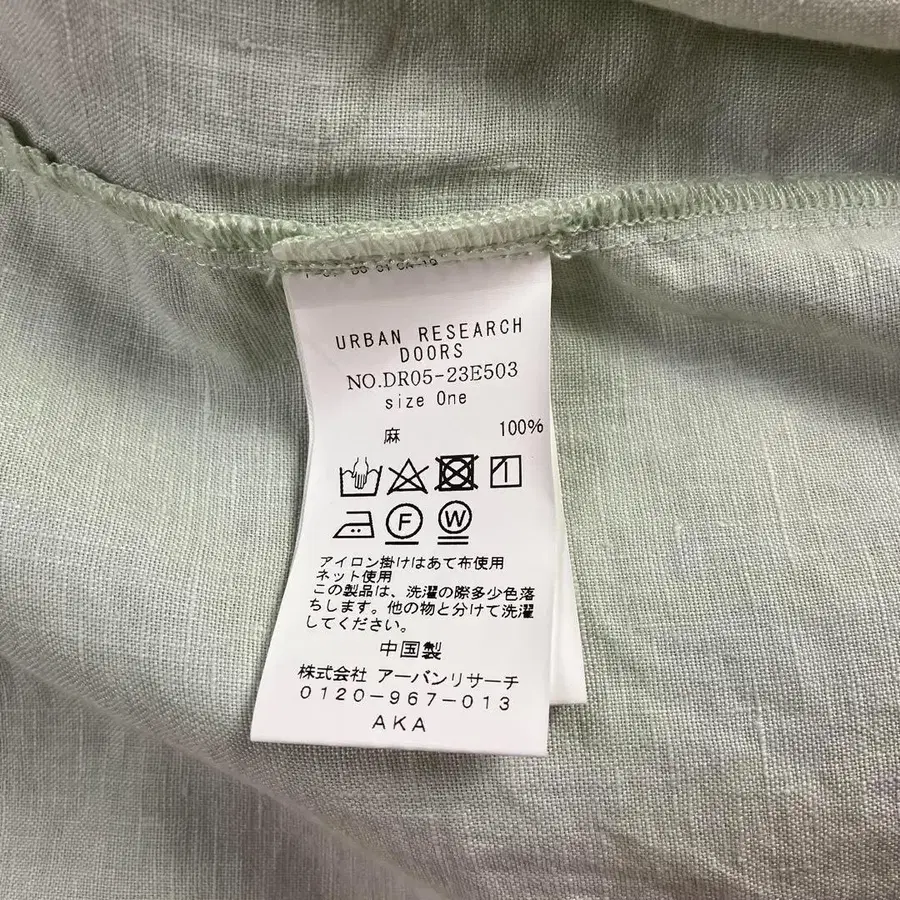 URBAN RESEARCH
DOORS
NO.DR05-23E503
size One
麻 100%
F W
アイロン掛けはあて布使用
ネット使用
この製品は、洗濯の際多少色落
ちします。他の物と分けて洗濯
してください。
中国製
株式会社 アーバンリサーチ
0120-967-013
AKA